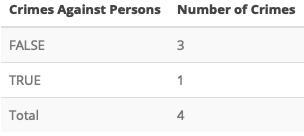 Crimes Against Persons Number of Crimes
FALSE 3
TRUE 1
Total 4